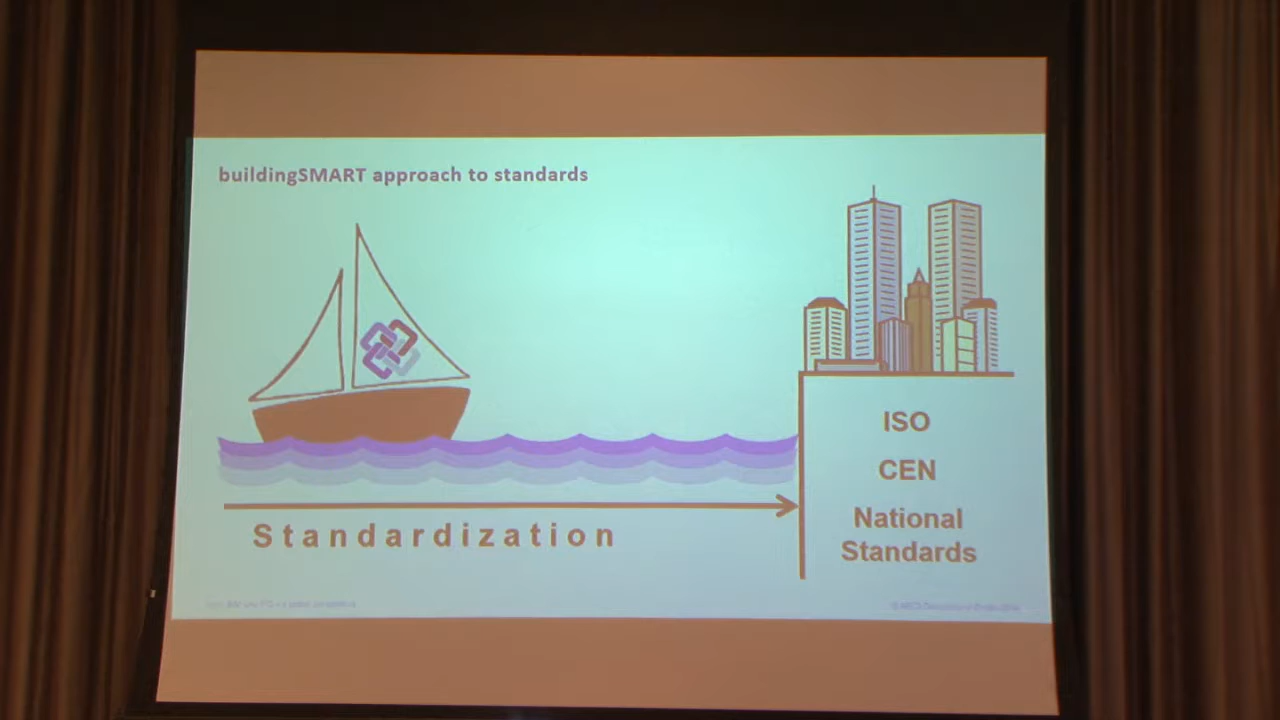 buildingSMART approach to standards
ISO
CEN
National
Standards
Standardization